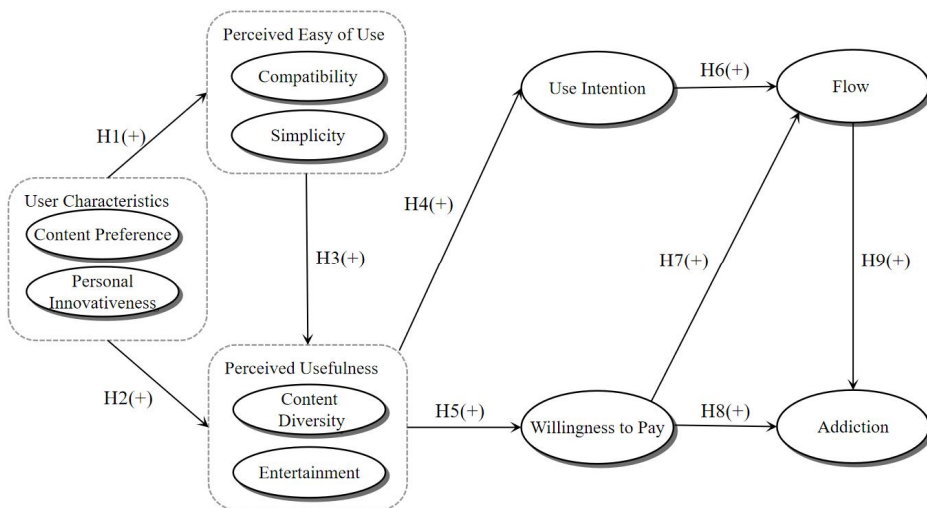 Perceived Easy of Use
Compatibility
Simplicity
H1(+)
User Characteristics
Content Preference
Personal
Innovativeness
H2(+)
H3(+)
Perceived Usefulness
Content
Diversity
Entertainment
H4(+)
H5(+)
Use Intention
H6(+)
Flow
H7(+)
H9(+)
Willingness to Pay
H8(+)
Addiction